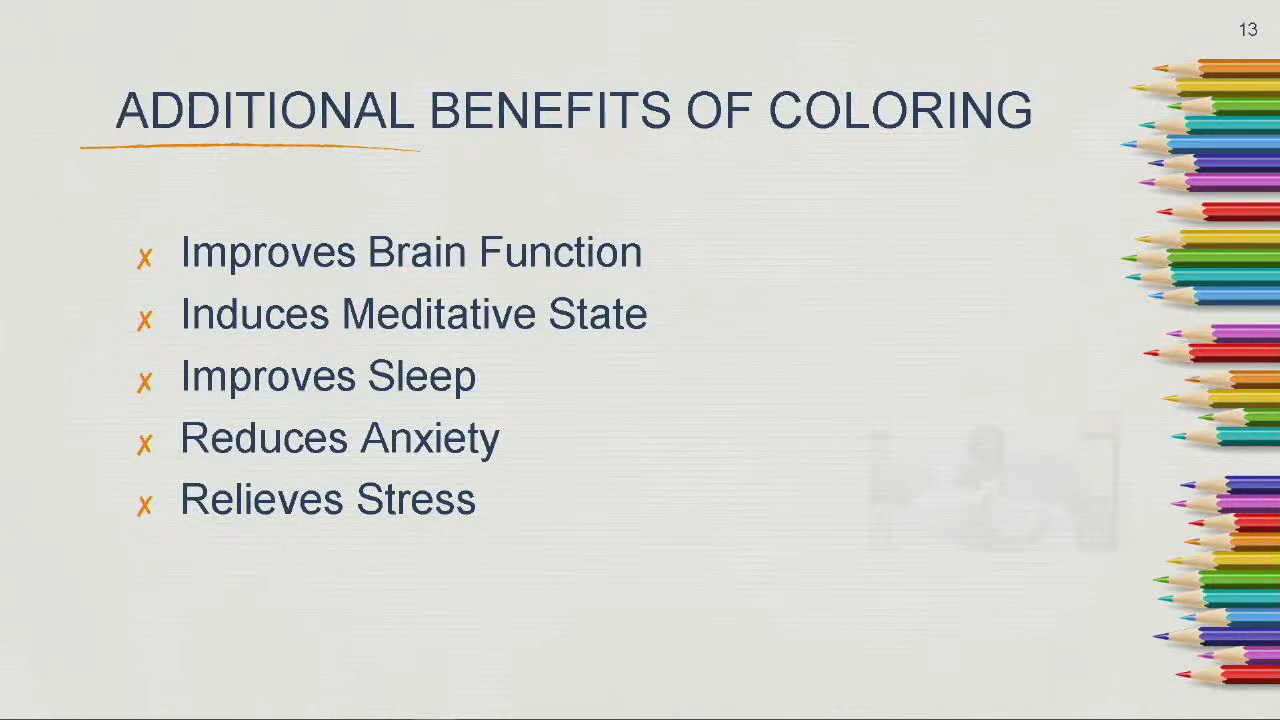 13
ADDITIONAL BENEFITS OF COLORING
✗ Improves Brain Function
✗ Induces Meditative State
✗ Improves Sleep
✗ Reduces Anxiety
✗ Relieves Stress